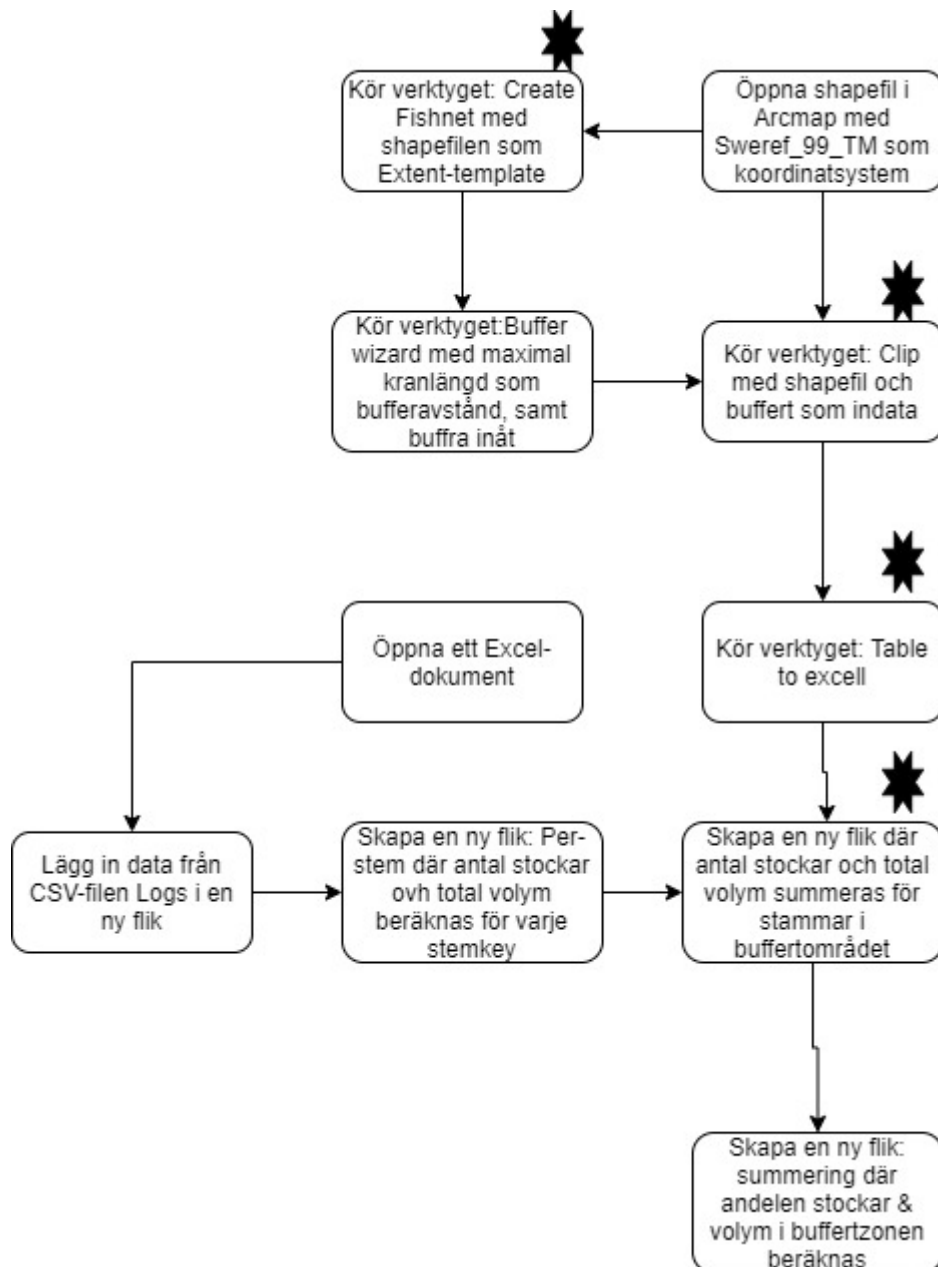 Kör verktyget: Create
Fishnet med
shapefilen som
Extent-template
Öppna shapefil i
Arcmap med
Sweref_99_TM som
koordinatsystem
Kör verktyget:Buffer
wizard med maximal
kranlängd som
bufferavstånd, samt
buffra inåt
Kör verktyget: Clip
med shapefil och
buffert som indata
Öppna ett Excel-
dokument
Kör verktyget: Table
to excell
Lägg in data från
CSV-filen Logs i en
ny flik
Skapa en ny flik: Per-
stem där antal stockar
ovh total volym
beräknas för varje
stemkey
Skapa en ny flik där
antal stockar och total
volym summeras för
stammar i
buffertområdet
Skapa en ny flik:
summering där
andelen stockar &
volym i buffertzonen
beräknas